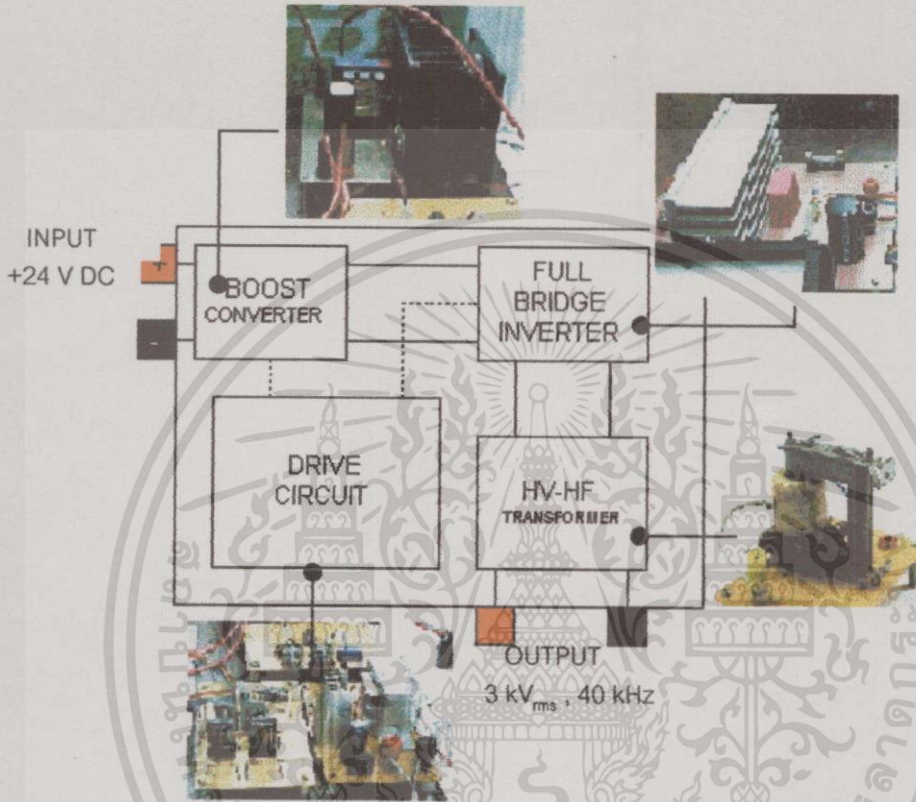 INPUT
+24 V DC
+
-
BOOST
CONVERTER
FULL
BRIDGE
INVERTER
DRIVE
CIRCUIT
HV-HF
TRANSFORMER
OUTPUT
3 kVrms , 40 kHz